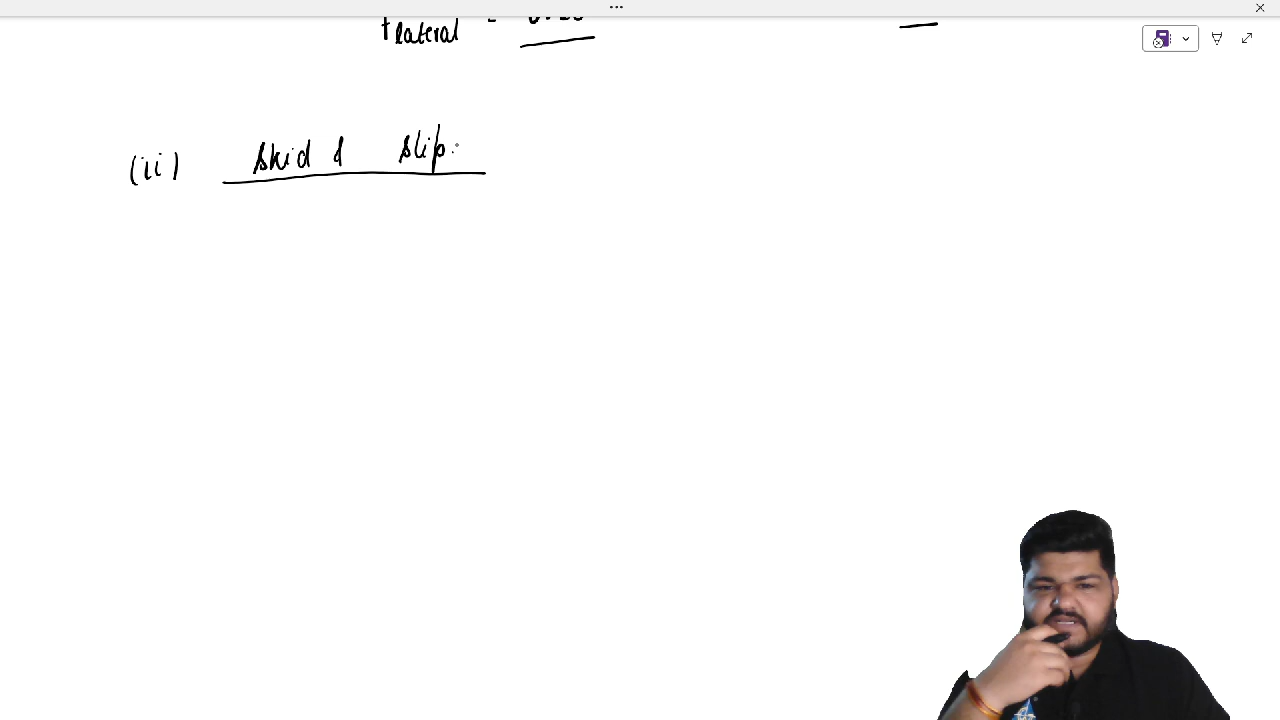 f lateral =
(ii) Skid & Slip.